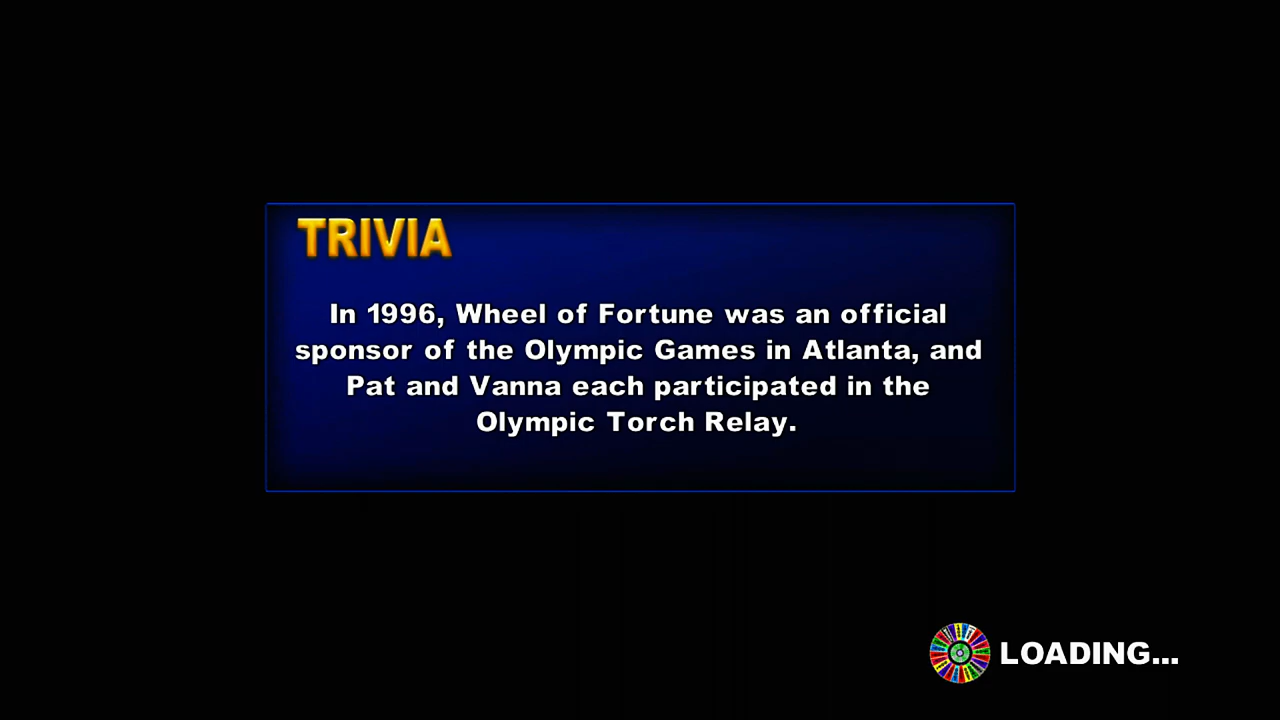 TRIVIA
In 1996, Wheel of Fortune was an official
sponsor of the Olympic Games in Atlanta, and
Pat and Vanna each participated in the
Olympic Torch Relay.
LOADING...